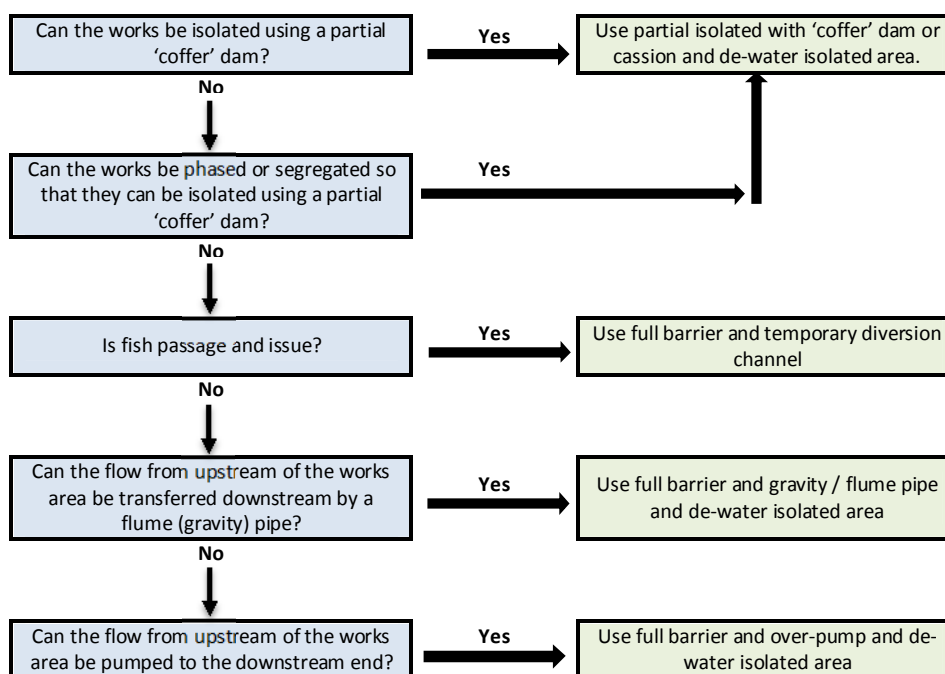 Can the works be isolated using a partial
‘coffer’ dam?
Yes
Use partial isolated with ‘coffer’ dam or
cassion and de-water isolated area.
No
Can the works be phased or segregated so
that they can be isolated using a partial
‘coffer’ dam?
Yes
No
Is fish passage and issue?
Yes
Use full barrier and temporary diversion
channel
No
Can the flow from upstream of the works
area be transferred downstream by a
flume (gravity) pipe?
Yes
Use full barrier and gravity / flume pipe
and de-water isolated area
No
Can the flow from upstream of the works
area be pumped to the downstream end?
Yes
Use full barrier and over-pump and de-
water isolated area